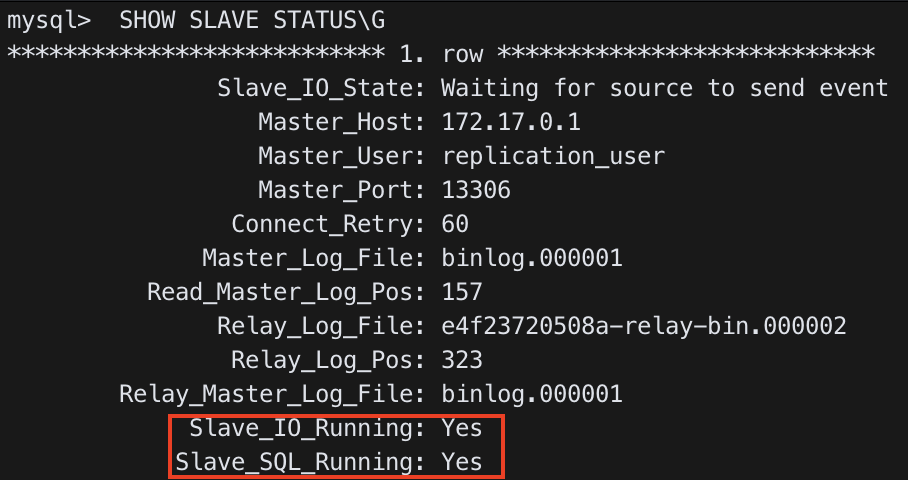 mysql>  SHOW SLAVE STATUS\G
*************************** 1. row ***************************
Slave_IO_State: Waiting for source to send event
Master_Host: 172.17.0.1
Master_User: replication_user
Master_Port: 13306
Connect_Retry: 60
Master_Log_File: binlog.000001
Read_Master_Log_Pos: 157
Relay_Log_File: e4f23720508a-relay-bin.000002
Relay_Log_Pos: 323
Relay_Master_Log_File: binlog.000001
Slave_IO_Running: Yes
Slave_SQL_Running: Yes